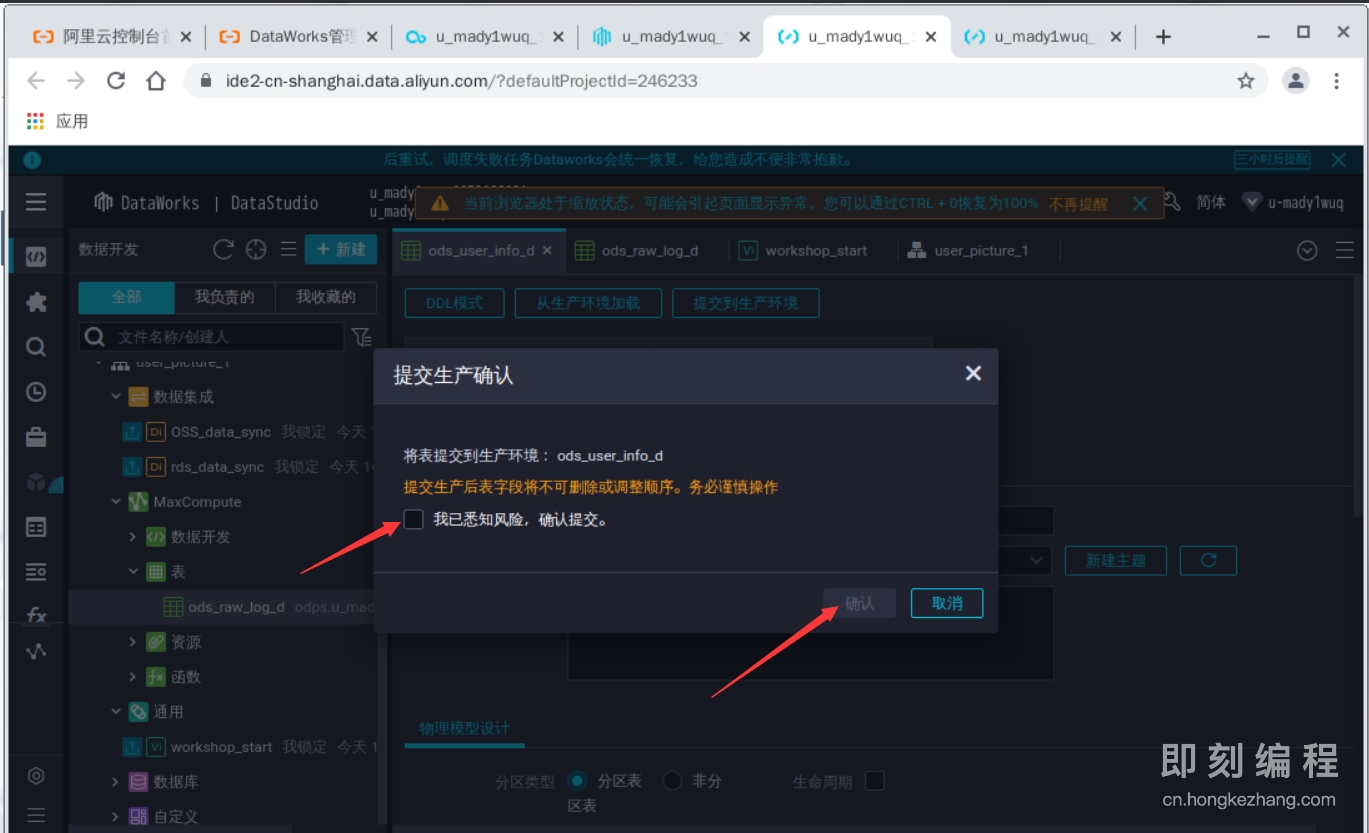 阿里云控制台首
DataWorks管理
u_mady1wuq_
u_mady1wuq_
u_mady1wuq_
u_mady1wuq_
ide2-cn-shanghai.data.aliyun.com/?defaultProjectId=246233
应用
后重试，调度失败任务Dataworks会统一恢复，给您造成不便非常抱歉。
三小时后提醒
DataWorks | DataStudio
u_mady
u_mady
当前浏览器处于缩放状态，可能会引起页面显示异常，您可以通过CTRL + 0恢复为100% 不再提醒
简体
u-mady1wuq
数据开发
+ 新建
ods_user_info_d
ods_raw_log_d
Vi workshop_start
user_picture_1
全部
我负责的
我收藏的
DDL模式
从生产环境加载
提交到生产环境
文件名称/创建人
user_picture_1
数据集成
Di OSS_data_sync 我锁定 今天 1
Di rds_data_sync 我锁定 今天 16
MaxCompute
数据开发
表
ods_raw_log_d odps.u_mad
资源
函数
通用
Vi workshop_start 我锁定 今天 1
数据库
自定义
fx
提交生产确认
将表提交到生产环境： ods_user_info_d
提交生产后表字段将不可删除或调整顺序。务必谨慎操作
我已悉知风险，确认提交。
确认
取消
新建主题
物理模型设计
分区类型
分区表
非分
区表
生命周期
即刻编程
cn.hongkezhang.com